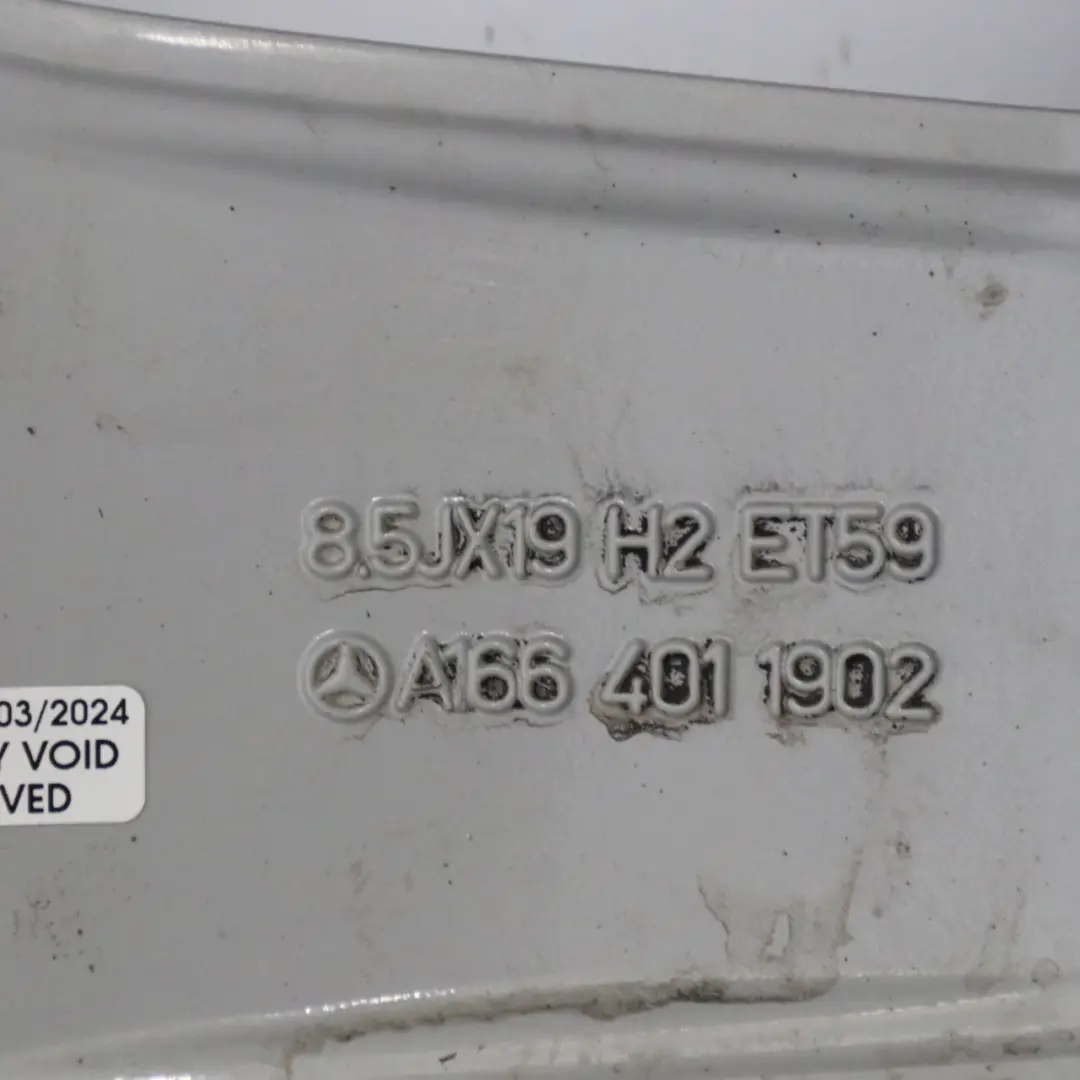 8.5JX19 H2 ET59
A166 401 1902
03/2024
Y VOID
VED